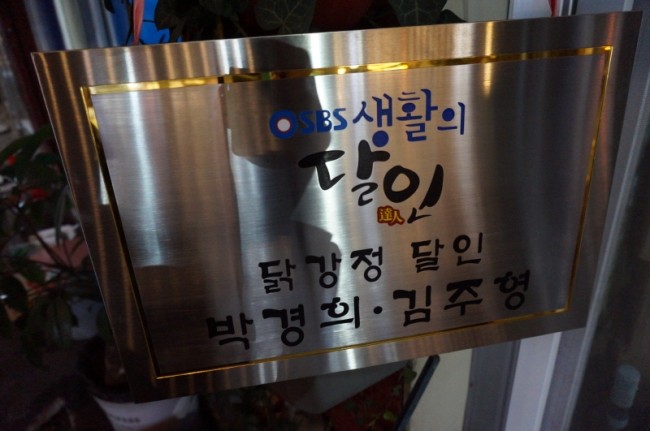 SBS 생활의
달인
達人
닭강정 달인
박경희·김주형